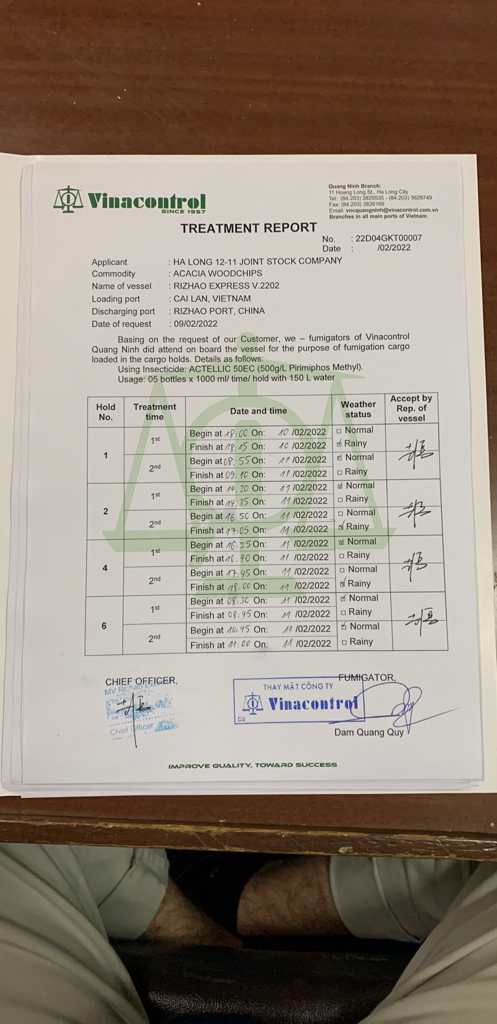 Vinacontrol
SINCE 1957
Quang Ninh Branch:
11 Hoang Long St., Ha Long City
Tel: (84.203) 3825535 - (84.203) 3629749
Fax: (84.203) 3826169
Email: vncquangninh@vinacontrol.com.vn
Branches in all main ports of Vietnam
TREATMENT REPORT
No. : 22D04GKT00007
Date : /02/2022
Applicant : HA LONG 12-11 JOINT STOCK COMPANY
Commodity : ACACIA WOODCHIPS
Name of vessel : RIZHAO EXPRESS V.2202
Loading port : CAI LAN, VIETNAM
Discharging port : RIZHAO PORT, CHINA
Date of request : 09/02/2022
Basing on the request of our Customer, we – fumigators of Vinacontrol
Quang Ninh did attend on board the vessel for the purpose of fumigation cargo
loaded in the cargo holds. Details as follows:
Using Insecticide: ACTELLIC 50EC (500g/L Pirimiphos Methyl).
Usage: 05 bottles x 1000 ml/ time/ hold with 150 L water
Hold No. Treatment time Date and time Weather status Accept by Rep. of vessel
1 1st Begin at 18:00 On: 10 /02/2022 Normal
Finish at 18:15 On: 10 /02/2022 Rainy
2nd Begin at 08:55 On: 11 /02/2022 Normal
Finish at 09:10 On: 11 /02/2022 Rainy
2 1st Begin at 14:20 On: 11 /02/2022 Normal
Finish at 14:35 On: 11 /02/2022 Rainy
2nd Begin at 16:50 On: 11 /02/2022 Normal
Finish at 17:05 On: 11 /02/2022 Rainy
4 1st Begin at 16:25 On: 11 /02/2022 Normal
Finish at 16:40 On: 11 /02/2022 Rainy
2nd Begin at 17:45 On: 11 /02/2022 Normal
Finish at 18:00 On: 11 /02/2022 Rainy
6 1st Begin at 08:30 On: 11 /02/2022 Normal
Finish at 08:45 On: 11 /02/2022 Rainy
2nd Begin at 10:45 On: 11 /02/2022 Normal
Finish at 11:00 On: 11 /02/2022 Rainy
CHIEF OFFICER,
MV
Chief Officer
FUMIGATOR,
THAY MẶT CÔNG TY
Vinacontrol
Dam Quang Quy
IMPROVE QUALITY, TOWARD SUCCESS